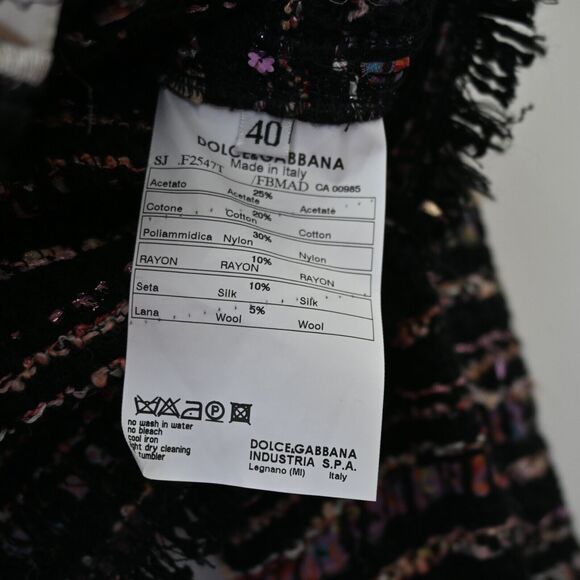 40
DOLCE&GABBANA
Made in Italy
SJ .F2547T /FBMAD CA 00985
Acetato Acetate 25% Acetate
Cotone Cotton 20% Cotton
Poliammidica Nylon 30% Nylon
RAYON RAYON 10% RAYON
Seta Silk 10% Silk
Lana Wool 5% Wool
no wash in water
no bleach
cool iron
dry cleaning
tumbler
DOLCE&GABBANA
INDUSTRIA S.P.A.
Legnano (MI) Italy